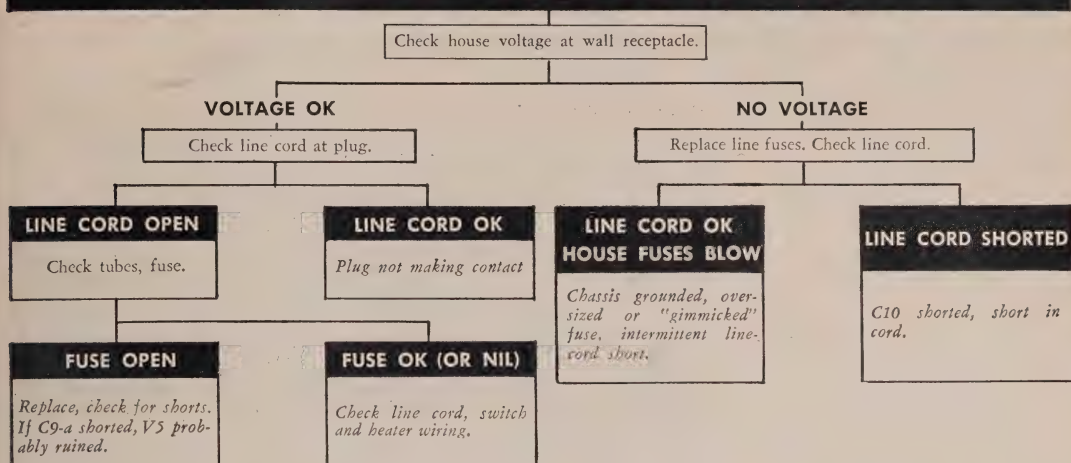 Check house voltage at wall receptacle.
VOLTAGE OK
NO VOLTAGE
Check line cord at plug.
Replace line fuses. Check line cord.
LINE CORD OPEN
Check tubes, fuse.
LINE CORD OK
Plug not making contact
LINE CORD OK
HOUSE FUSES BLOW
Chassis grounded, over-
sized or "gimmicked"
fuse, intermittent line-
cord short.
LINE CORD SHORTED
C10 shorted, short in
cord.
FUSE OPEN
Replace, check for shorts.
If C9-a shorted, V5 prob-
ably ruined.
FUSE OK (OR NIL)
Check line cord, switch
and heater wiring.